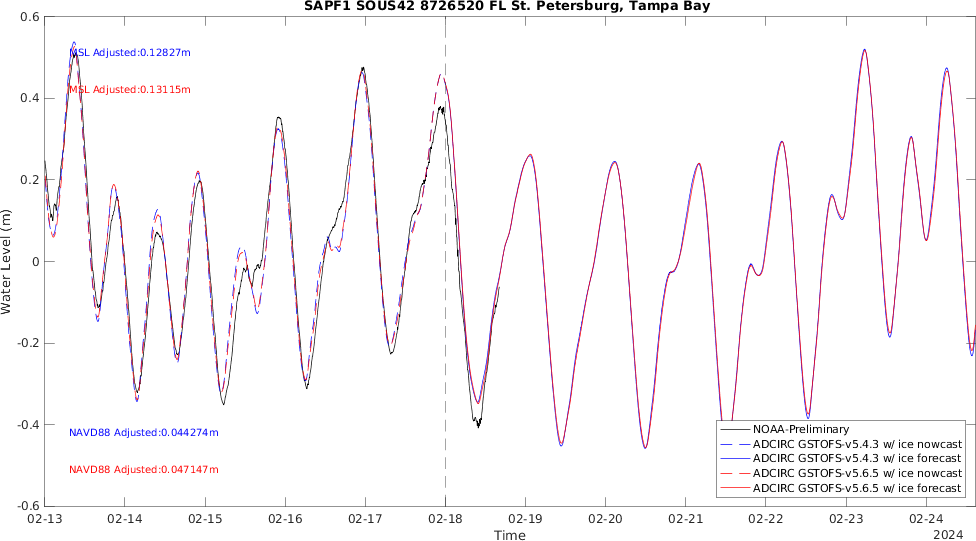 SAPF1 SOUS42 8726520 FL St. Petersburg, Tampa Bay
Water Level (m)
0.6
0.4
0.2
0
-0.2
-0.4
-0.6
MSL Adjusted:0.12827m
MSL Adjusted:0.13115m
NAVD88 Adjusted:0.044274m
NAVD88 Adjusted:0.047147m
NOAA-Preliminary
ADCIRC GSTOFS-v5.4.3 w/ ice nowcast
ADCIRC GSTOFS-v5.4.3 w/ ice forecast
ADCIRC GSTOFS-v5.6.5 w/ ice nowcast
ADCIRC GSTOFS-v5.6.5 w/ ice forecast
02-13 02-14 02-15 02-16 02-17 02-18 02-19 02-20 02-21 02-22 02-23 02-24
Time
2024